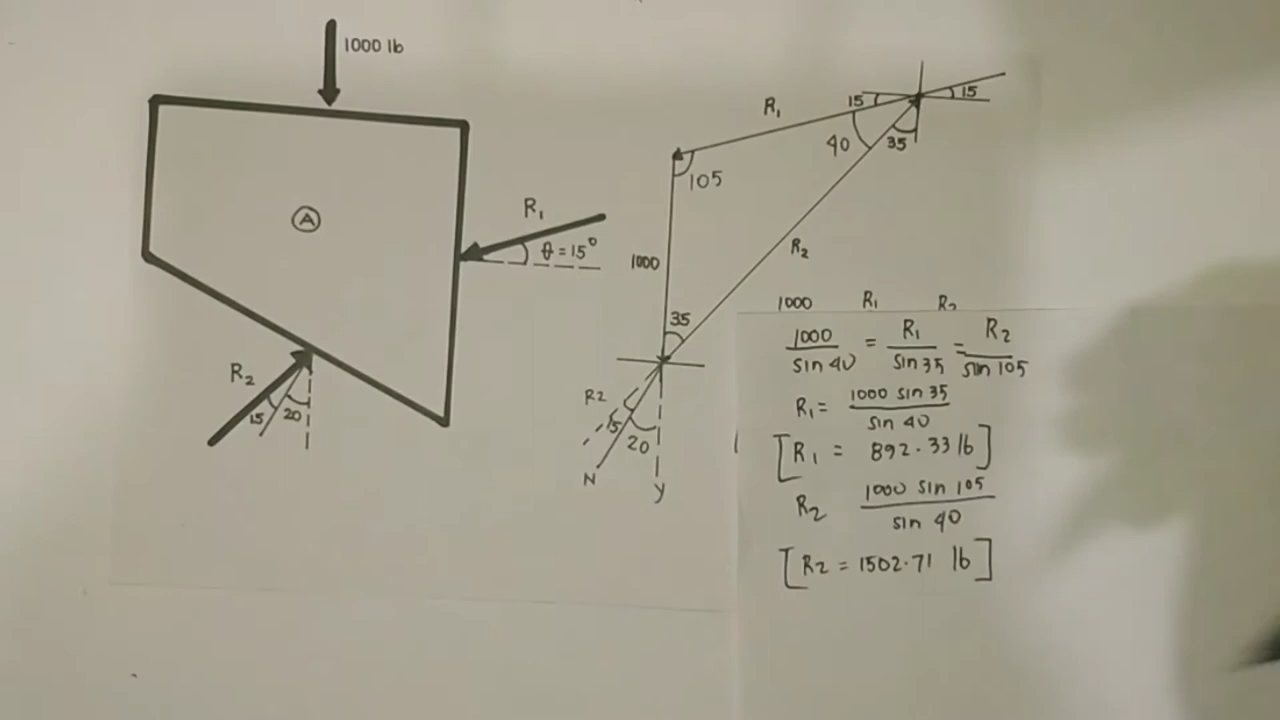 1000 lb
A
R₁
θ = 15°
R₂
15 20
R₁
15
15
40
35
105
1000
R₂
35
R2
15
20
N
y
1000 R₁ R₂
1000/sin 40 = R₁/sin 35 = R₂/sin 105
R₁ = 1000 sin 35/sin 40
[R₁ = 892.33 lb]
R₂ 1000 sin 105/sin 40
[R2 = 1502.71 lb]